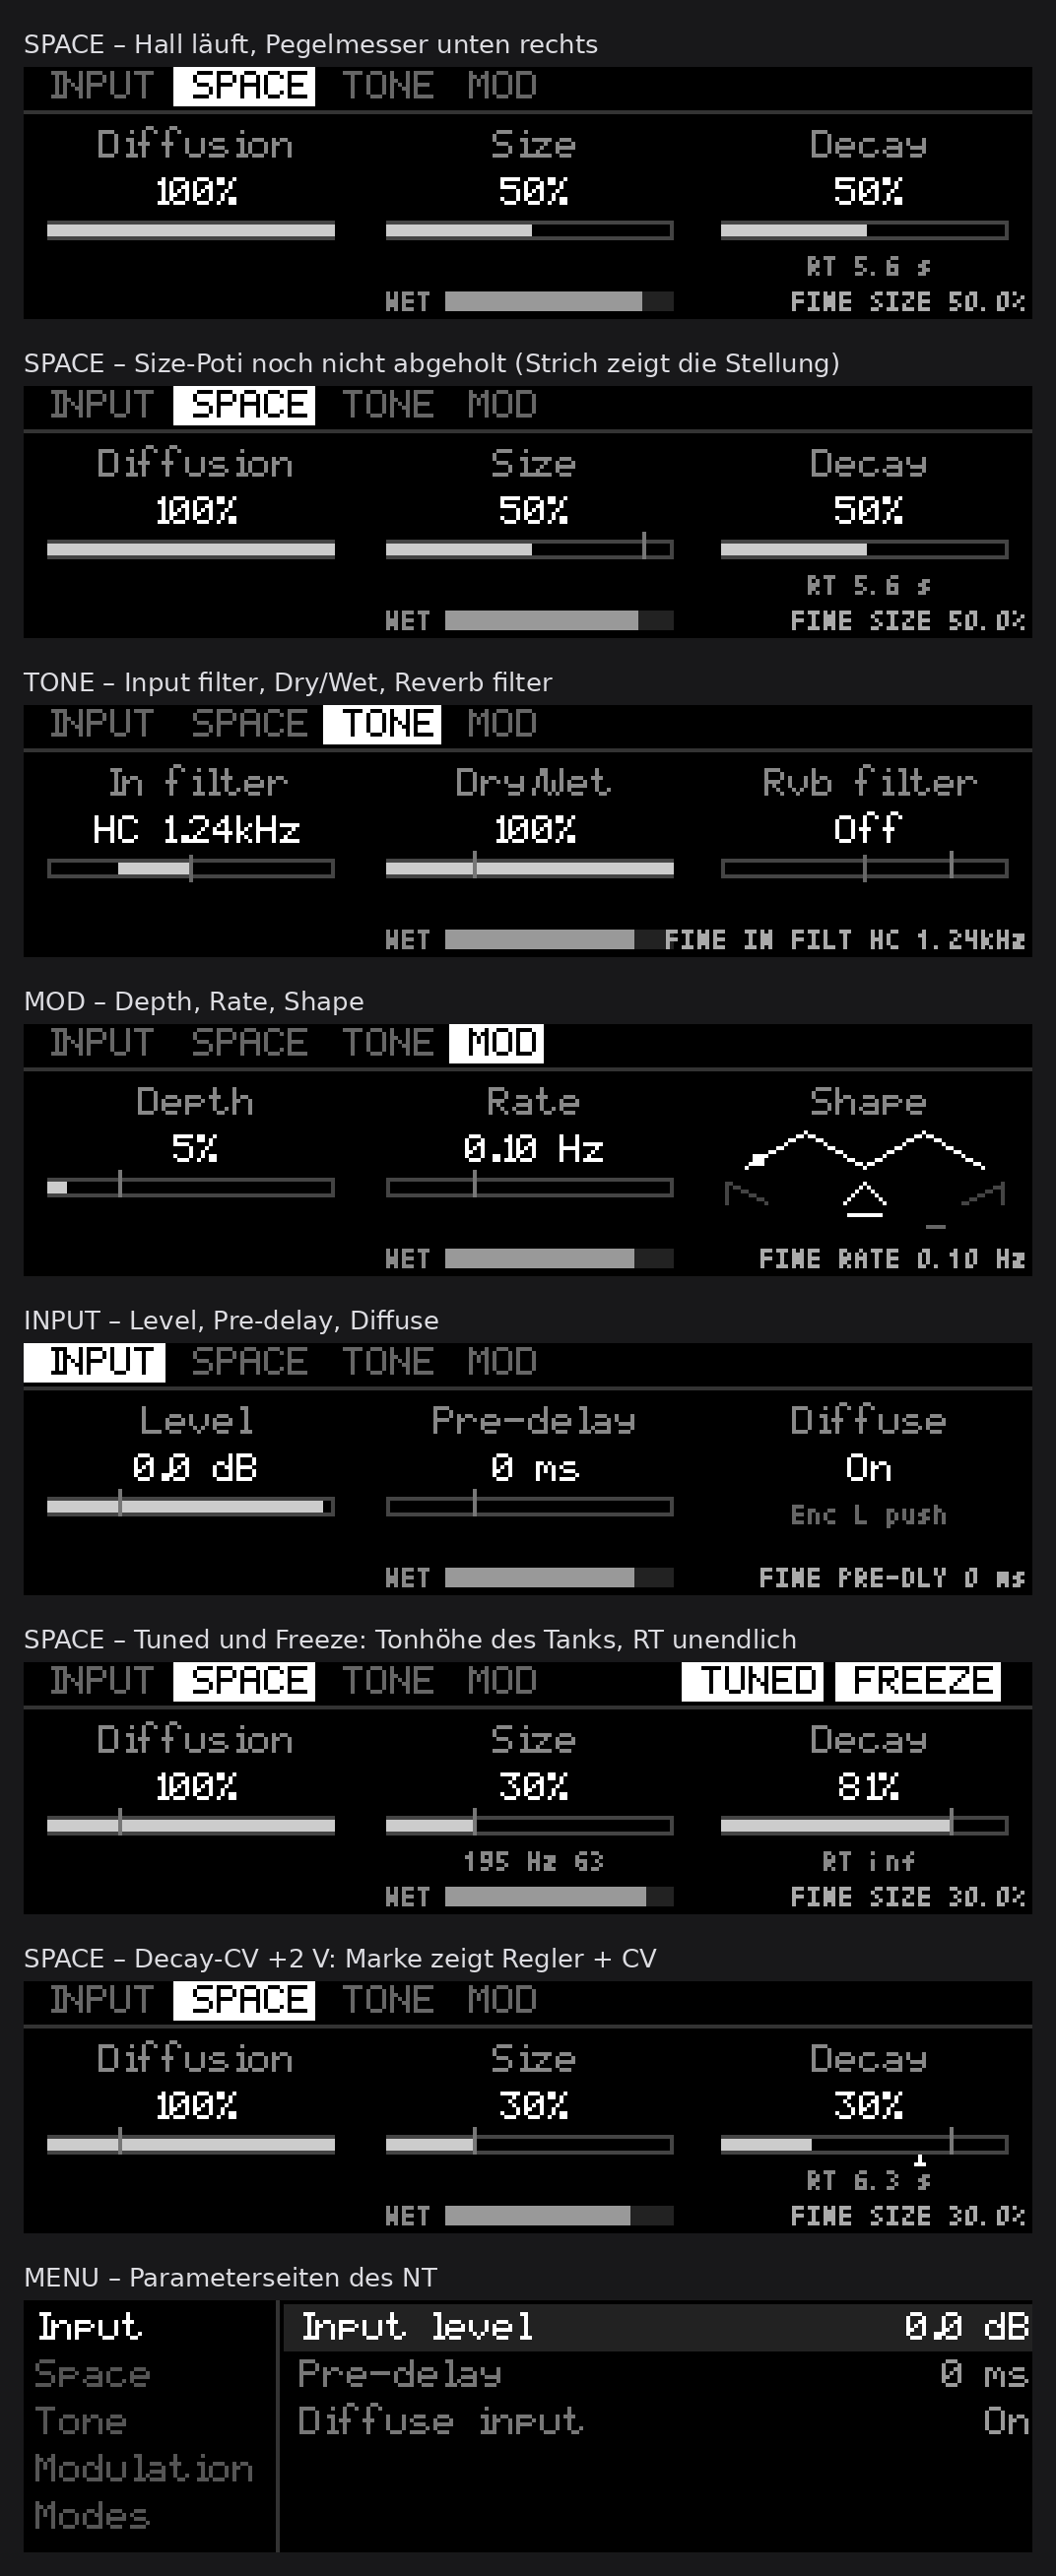 SPACE – Hall läuft, Pegelmesser unten rechts
INPUT SPACE TONE MOD
Diffusion Size Decay
100% 50% 50%
RT 5.6 s
WET FINE SIZE 50.0%
SPACE – Size-Poti noch nicht abgeholt (Strich zeigt die Stellung)
INPUT SPACE TONE MOD
Diffusion Size Decay
100% 50% 50%
RT 5.6 s
WET FINE SIZE 50.0%
TONE – Input filter, Dry/Wet, Reverb filter
INPUT SPACE TONE MOD
In filter Dry/Wet Rvb filter
HC 1.24kHz 100% Off
WET FINE IN FILT HC 1.24kHz
MOD – Depth, Rate, Shape
INPUT SPACE TONE MOD
Depth Rate Shape
5% 0.10 Hz
WET FINE RATE 0.10 Hz
INPUT – Level, Pre-delay, Diffuse
INPUT SPACE TONE MOD
Level Pre-delay Diffuse
0.0 dB 0 ms On
Enc L push
WET FINE PRE-DLY 0 ms
SPACE – Tuned und Freeze: Tonhöhe des Tanks, RT unendlich
INPUT SPACE TONE MOD TUNED FREEZE
Diffusion Size Decay
100% 30% 81%
195 Hz G3 RT inf
WET FINE SIZE 30.0%
SPACE – Decay-CV +2 V: Marke zeigt Regler + CV
INPUT SPACE TONE MOD
Diffusion Size Decay
100% 30% 30%
RT 6.3 s
WET FINE SIZE 30.0%
MENU – Parameterseiten des NT
Input Input level 0.0 dB
Space Pre-delay 0 ms
Tone Diffuse input On
Modulation
Modes